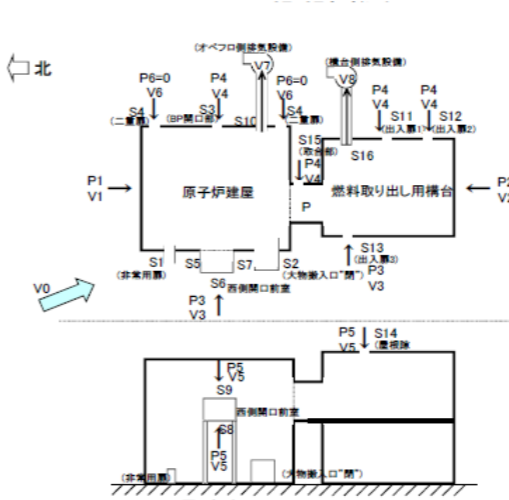 北
(オペフロ側排気設備)
V7
(構台側排気設備)
V8
P6=0
V6
P4
V4
P6=0
V6
P4
V4
P4
V4
S4
(二重扉)
S3
(BP開口部)
S10
S4
(二重扉)
S11
(出入扉1)
S12
(出入扉2)
S15
(取合部)
P4
V4
S16
P1
V1
原子炉建屋
P
燃料取り出し用構台
P2
V2
S1
(非常用扉)
S5
S7
S2
(大物搬入口"閉")
S13
(出入扉3)
P3
V3
S6
西側開口前室
P3
V3
V0
P5
V5
S14
(屋根隙
P5
V5
S9
西側開口前室
S8
P5
V5
(非常用扉)
(大物搬入口"閉")